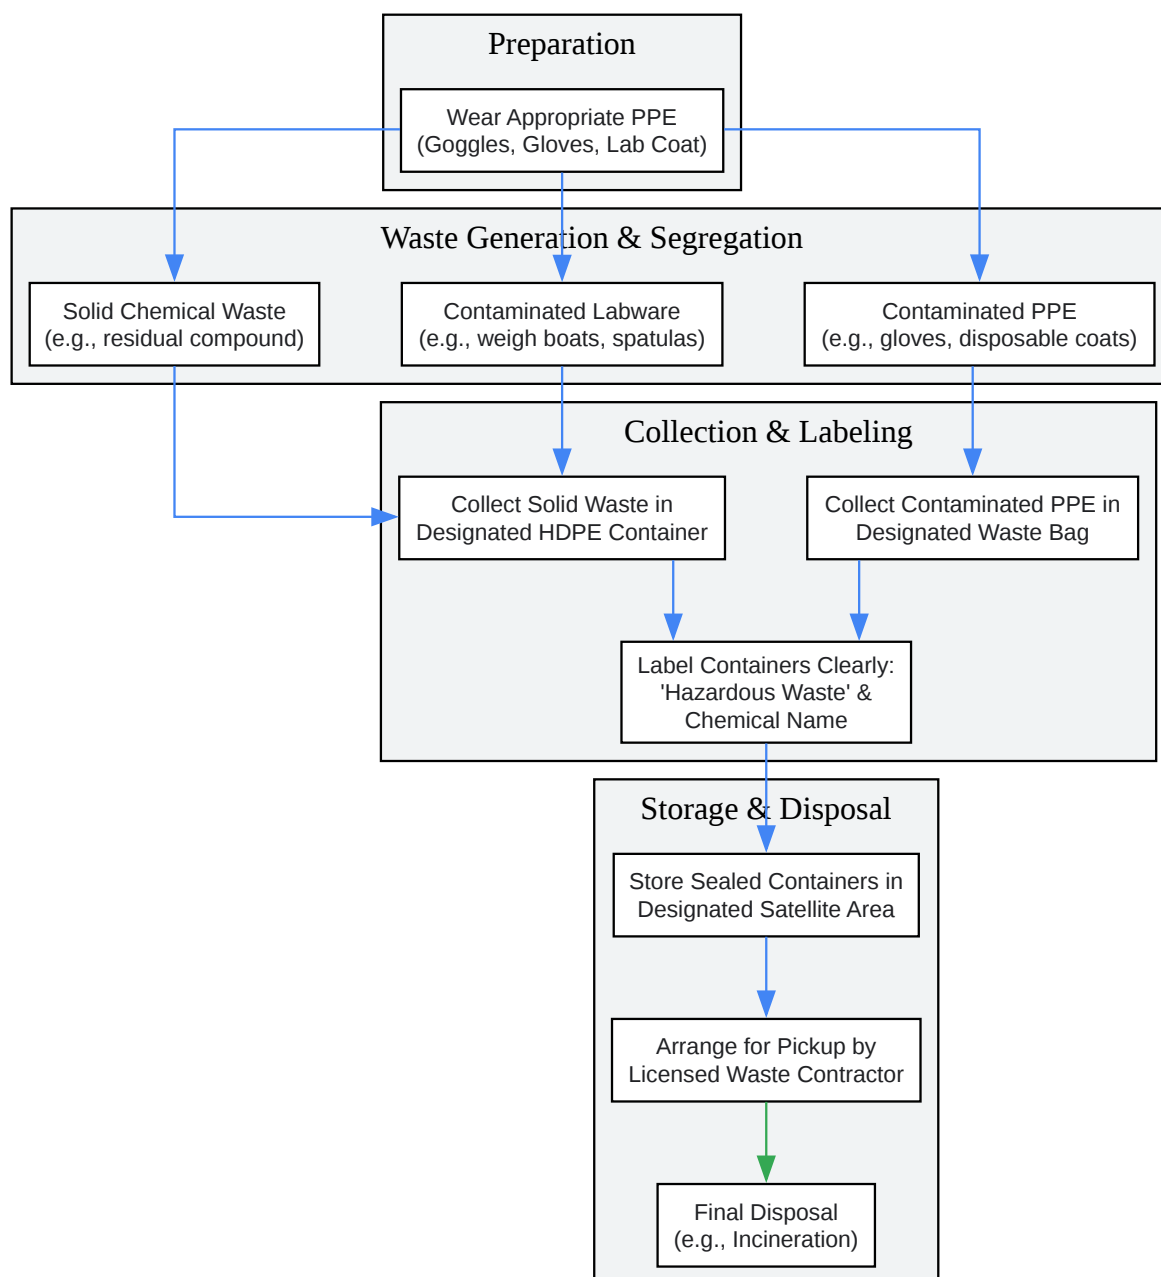 Preparation
Wear Appropriate PPE
(Goggles, Gloves, Lab Coat)
Waste Generation & Segregation
Solid Chemical Waste
(e.g., residual compound)
Contaminated Labware
(e.g., weigh boats, spatulas)
Contaminated PPE
(e.g., gloves, disposable coats)
Collection & Labeling
Collect Solid Waste in
Designated HDPE Container
Collect Contaminated PPE in
Designated Waste Bag
Label Containers Clearly:
'Hazardous Waste' &
Chemical Name
Storage & Disposal
Store Sealed Containers in
Designated Satellite Area
Arrange for Pickup by
Licensed Waste Contractor
Final Disposal
(e.g., Incineration)